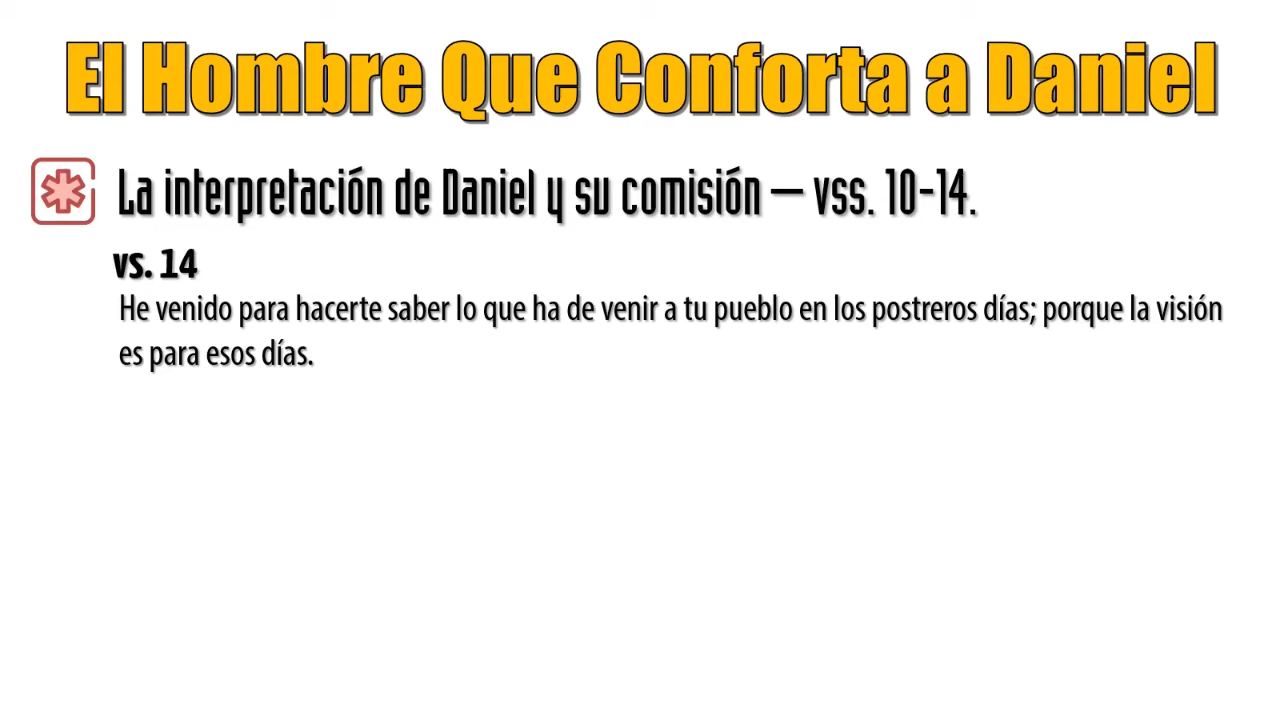 El Hombre Que Conforta a Daniel
La interpretación de Daniel y su comisión — vss. 10-14.
vs. 14
He venido para hacerte saber lo que ha de venir a tu pueblo en los postreros días; porque la visión
es para esos días.